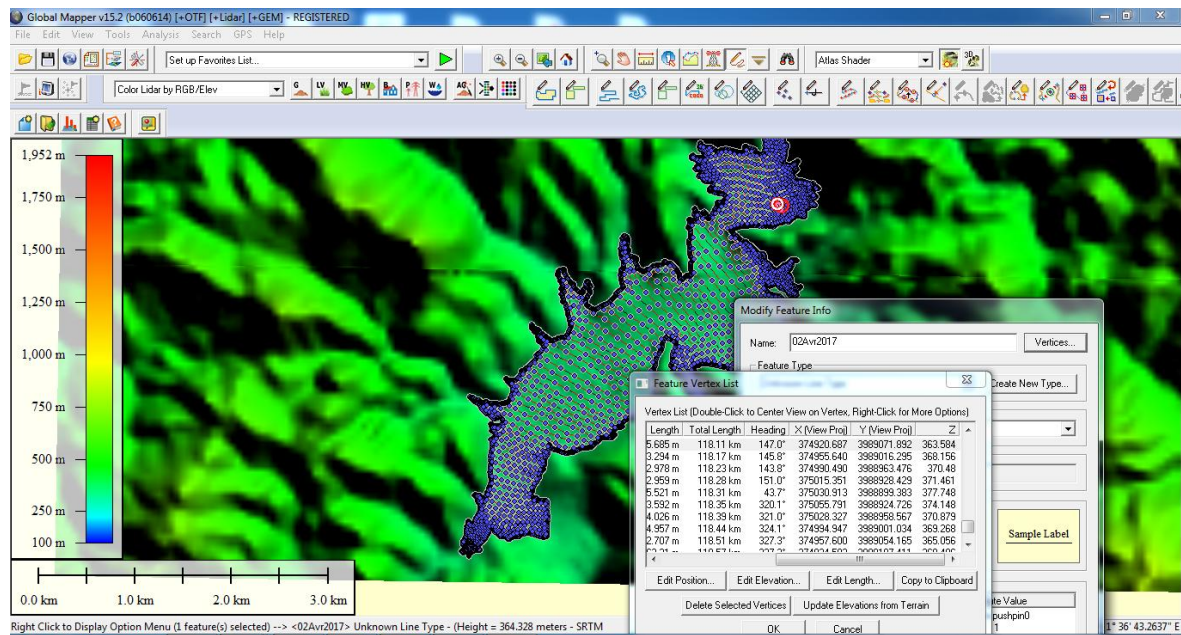 Global Mapper v15.2 (b060614) [+OTF] [+Lidar] [+GEM] - REGISTERED
File Edit View Tools Analysis Search GPS Help
Set up Favorites List...
Atlas Shader
3D
Color Lidar by RGB/Elev
1,952 m
1,750 m
1,500 m
1,250 m
1,000 m
750 m
500 m
250 m
100 m
0.0 km 1.0 km 2.0 km 3.0 km
Modify Feature Info
Name: 02Avr2017 Vertices...
Feature Type
Create New Type...
Feature Vertex List
Vertex List (Double-Click to Center View on Vertex, Right-Click for More Options)
Length Total Length Heading X (View Proj) Y (View Proj) Z
5.685 m 118.11 km 147.0° 374920.687 3989071.892 363.584
3.294 m 118.17 km 145.8° 374955.640 3989016.295 368.156
2.978 m 118.23 km 143.8° 374990.490 3988963.476 370.48
2.959 m 118.28 km 151.0° 375015.351 3988928.429 371.461
5.521 m 118.31 km 43.7° 375030.913 3988899.383 377.748
3.592 m 118.35 km 320.1° 375055.791 3988924.726 374.148
4.026 m 118.39 km 321.0° 375028.327 3988958.567 370.879
4.957 m 118.44 km 324.1° 374994.947 3989001.034 369.268
2.707 m 118.51 km 327.3° 374957.600 3989054.165 365.056
Edit Position... Edit Elevation... Edit Length... Copy to Clipboard
Delete Selected Vertices Update Elevations from Terrain
OK Cancel
Sample Label
te Value
pushpin0
1
Right Click to Display Option Menu (1 feature(s) selected) --> <02Avr2017> Unknown Line Type - (Height = 364.328 meters - SRTM
1° 36' 43.2637" E